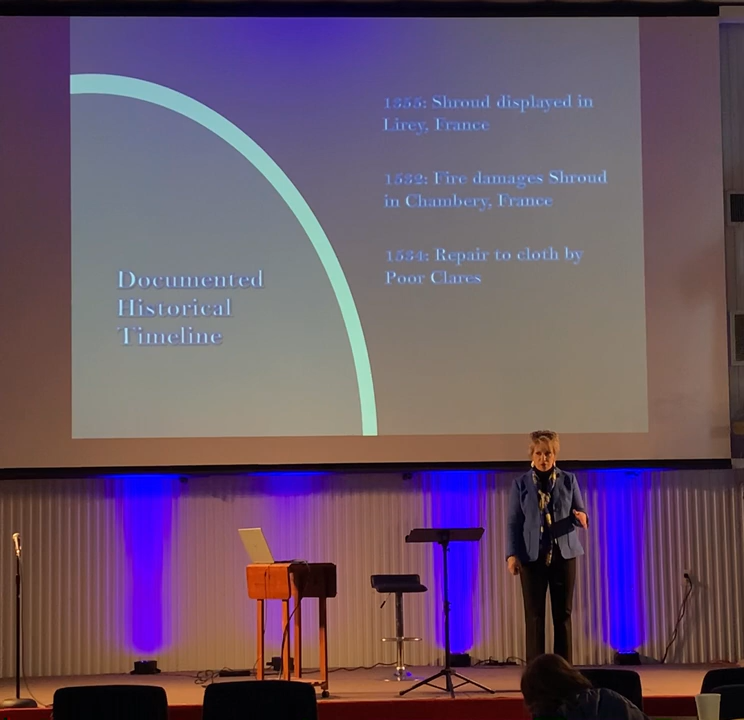 Documented
Historical
Timeline
1355: Shroud displayed in
Lirey, France
1532: Fire damages Shroud
in Chambery, France
1534: Repair to cloth by
Poor Clares